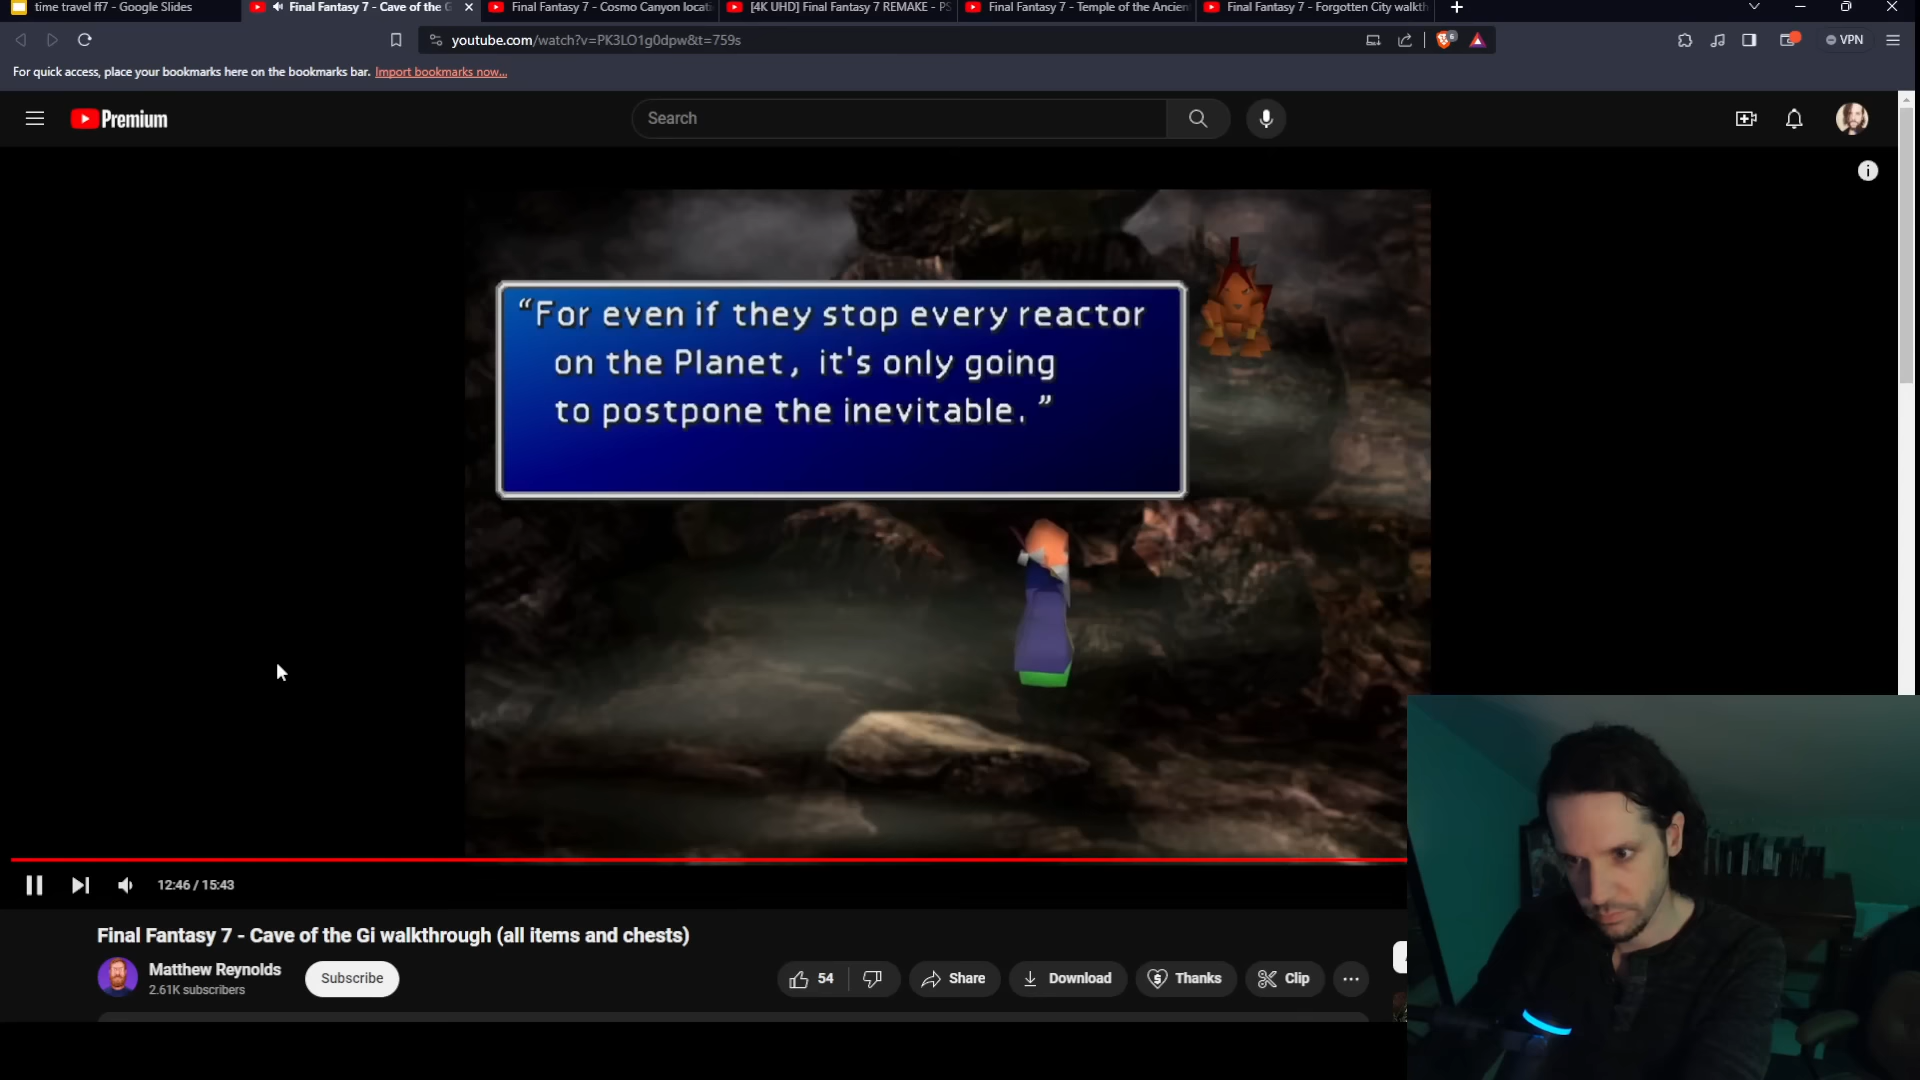 time travel ff7 - Google Slides
Final Fantasy 7 - Cave of the G
Final Fantasy 7 - Cosmo Canyon locati
[4K UHD] Final Fantasy 7 REMAKE - PS
Final Fantasy 7 - Temple of the Ancien
Final Fantasy 7 - Forgotten City walkth
youtube.com/watch?v=PK3LO1g0dpw&t=759s
6
VPN
For quick access, place your bookmarks here on the bookmarks bar. Import bookmarks now...
Premium
Search
“For even if they stop every reactor
on the Planet, it's only going
to postpone the inevitable.”
12:46 / 15:43
Final Fantasy 7 - Cave of the Gi walkthrough (all items and chests)
Matthew Reynolds
2.61K subscribers
Subscribe
54
Share
Download
Thanks
Clip